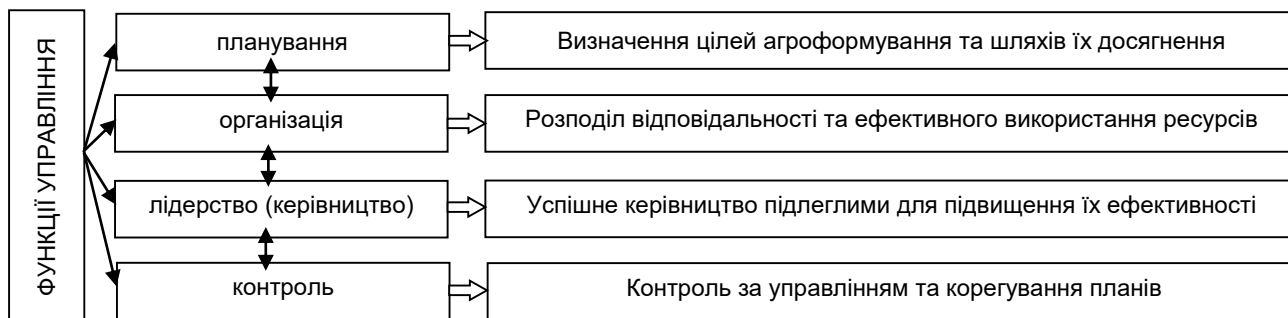 ФУНКЦІЇ УПРАВЛІННЯ
планування
Визначення цілей агроформування та шляхів їх досягнення
організація
Розподіл відповідальності та ефективного використання ресурсів
лідерство (керівництво)
Успішне керівництво підлеглими для підвищення їх ефективності
контроль
Контроль за управлінням та корегування планів